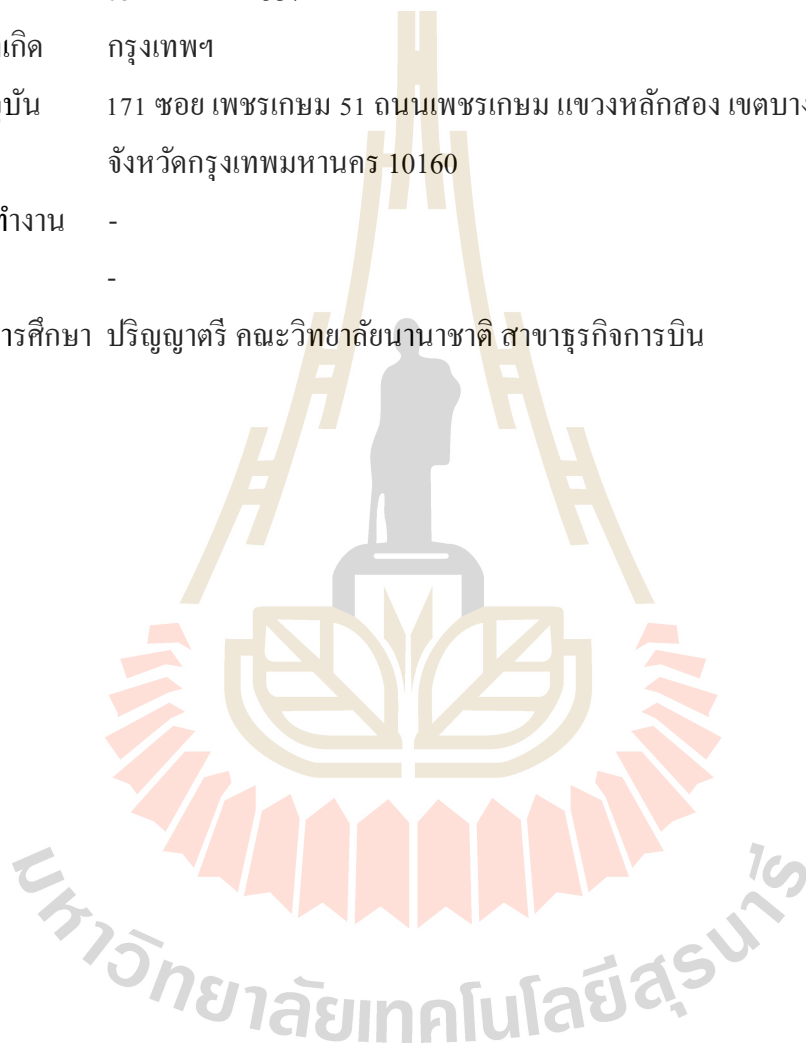 เกิด กรุงเทพฯ
บัน 171 ซอย เพชรเกษม 51 ถนนเพชรเกษม แขวงหลักสอง เขตบาง
จังหวัดกรุงเทพมหานคร 10160
ทำงาน -
-
การศึกษา ปริญญาตรี คณะวิทยาลัยนานาชาติ สาขาธุรกิจการบิน
มหาวิทยาลัยเทคโนโลยีสุรนารี